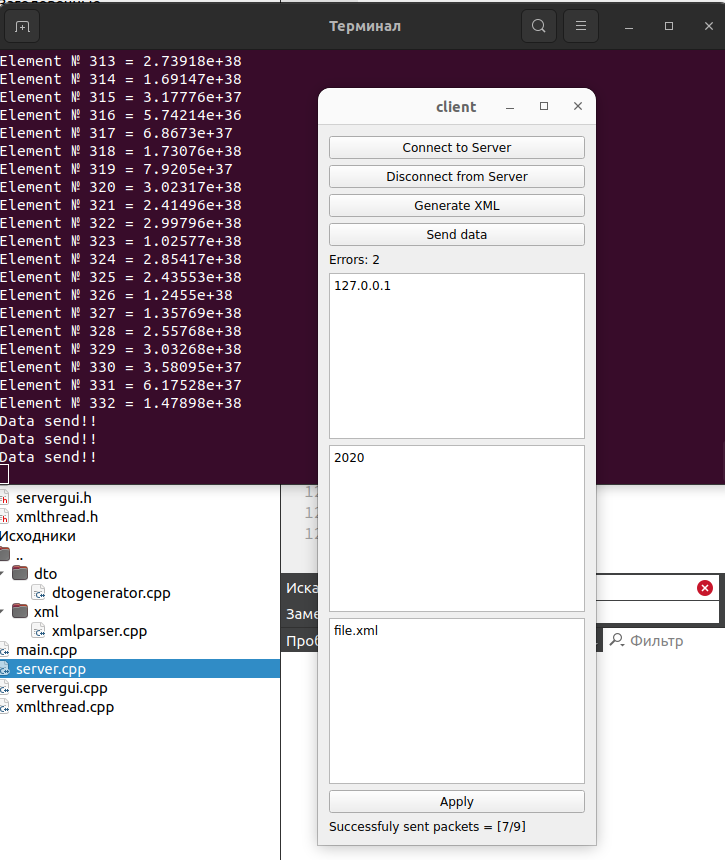 Терминал
Element № 313 = 2.73918e+38
Element № 314 = 1.69147e+38
Element № 315 = 3.17776e+37
Element № 316 = 5.74214e+36
Element № 317 = 6.8673e+37
Element № 318 = 1.73076e+38
Element № 319 = 7.9205e+37
Element № 320 = 3.02317e+38
Element № 321 = 2.41496e+38
Element № 322 = 2.99796e+38
Element № 323 = 1.02577e+38
Element № 324 = 2.85417e+38
Element № 325 = 2.43553e+38
Element № 326 = 1.2455e+38
Element № 327 = 1.35769e+38
Element № 328 = 2.55768e+38
Element № 329 = 3.03268e+38
Element № 330 = 3.58095e+37
Element № 331 = 6.17528e+37
Element № 332 = 1.47898e+38
Data send!!
Data send!!
Data send!!
servergui.h
xmlthread.h
Исходники
..
dto
dtogenerator.cpp
xml
xmlparser.cpp
main.cpp
server.cpp
servergui.cpp
xmlthread.cpp
client
Connect to Server
Disconnect from Server
Generate XML
Send data
Errors: 2
127.0.0.1
2020
file.xml
Apply
Successfuly sent packets = [7/9]
Фильтр